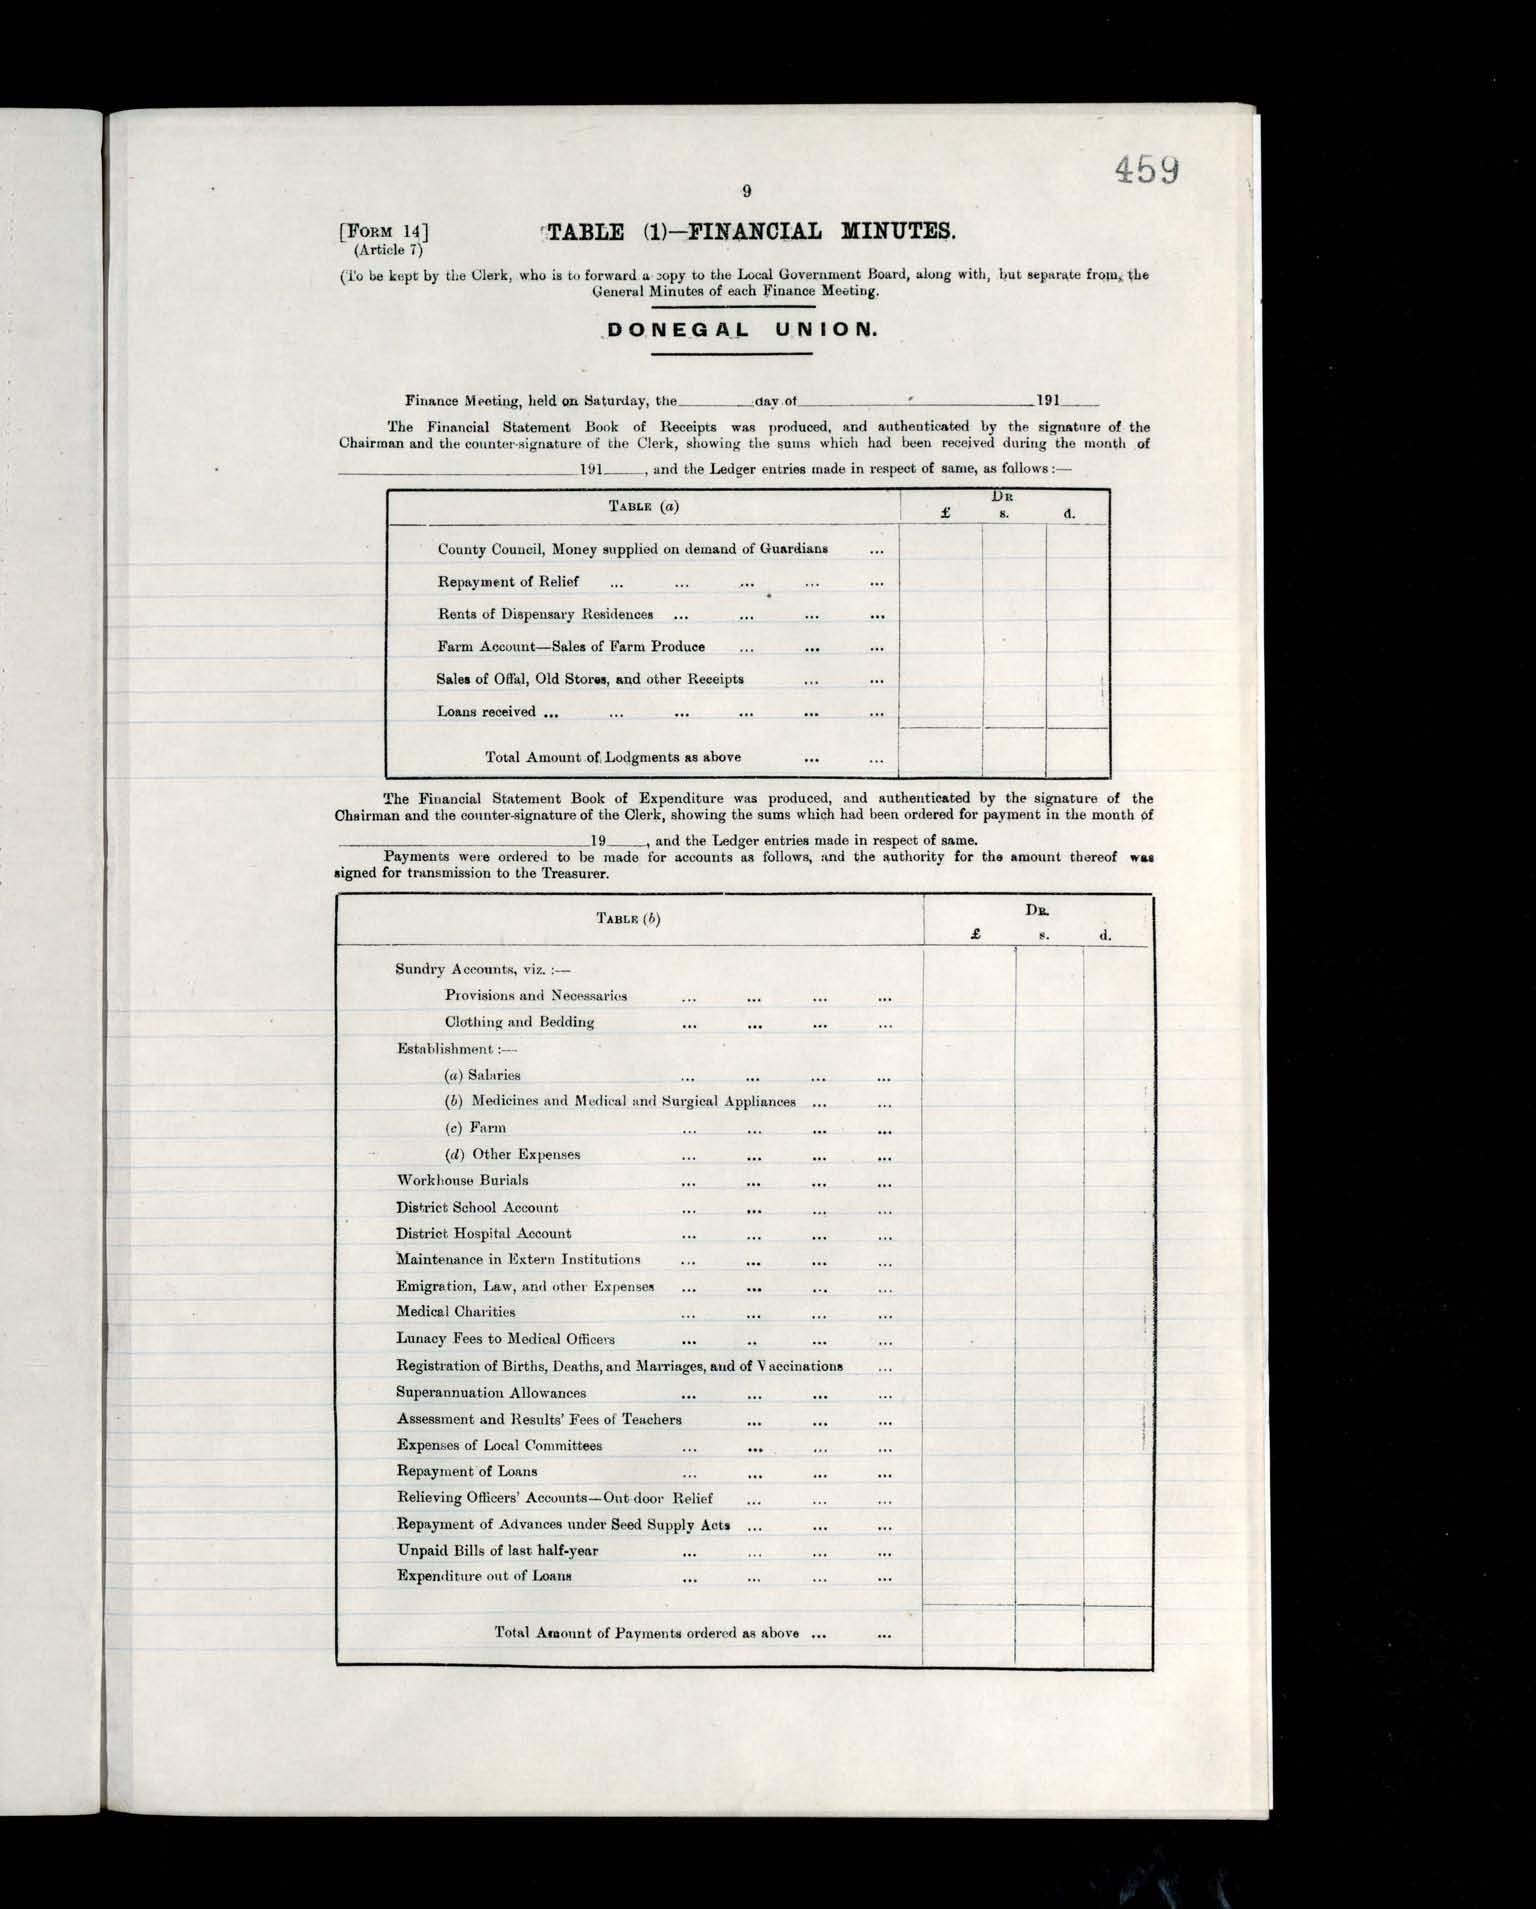 459
9
[FORM 14] TABLE (1)—FINANCIAL MINUTES.
(Article 7)
(To be kept by the Clerk, who is to forward a copy to the Local Government Board, along with, but separate from, the
General Minutes of each Finance Meeting.
DONEGAL UNION.
Finance Meeting, held on Saturday, the______day of______191___
The Financial Statement Book of Receipts was produced, and authenticated by the signature of the
Chairman and the counter-signature of the Clerk, showing the sums which had been received during the month of
______191___, and the Ledger entries made in respect of same, as follows :—
TABLE (a) DR
£ s. d.
County Council, Money supplied on demand of Guardians ...
Repayment of Relief ... ... ... ... ...
Rents of Dispensary Residences ... ... ... ...
Farm Account—Sales of Farm Produce ... ... ...
Sales of Offal, Old Stores, and other Receipts ... ...
Loans received ... ... ... ... ... ...
Total Amount of Lodgments as above ... ...
The Financial Statement Book of Expenditure was produced, and authenticated by the signature of the
Chairman and the counter-signature of the Clerk, showing the sums which had been ordered for payment in the month of
______19___, and the Ledger entries made in respect of same.
Payments were ordered to be made for accounts as follows, and the authority for the amount thereof was
signed for transmission to the Treasurer.
TABLE (b) DR.
£ s. d.
Sundry Accounts, viz. :—
Provisions and Necessaries ... ... ... ...
Clothing and Bedding ... ... ... ...
Establishment :—
(a) Salaries ... ... ... ...
(b) Medicines and Medical and Surgical Appliances ... ...
(c) Farm ... ... ... ...
(d) Other Expenses ... ... ... ...
Workhouse Burials ... ... ... ...
District School Account ... ... ... ...
District Hospital Account ... ... ... ...
Maintenance in Extern Institutions ... ... ... ...
Emigration, Law, and other Expenses ... ... ... ...
Medical Charities ... ... ... ...
Lunacy Fees to Medical Officers ... .. ... ...
Registration of Births, Deaths, and Marriages, and of Vaccinations ...
Superannuation Allowances ... ... ... ...
Assessment and Results' Fees of Teachers ... ... ...
Expenses of Local Committees ... ... ... ...
Repayment of Loans ... ... ... ...
Relieving Officers' Accounts—Out-door Relief ... ... ...
Repayment of Advances under Seed Supply Acts ... ... ...
Unpaid Bills of last half-year ... ... ... ...
Expenditure out of Loans ... ... ... ...
Total Amount of Payments ordered as above ... ...